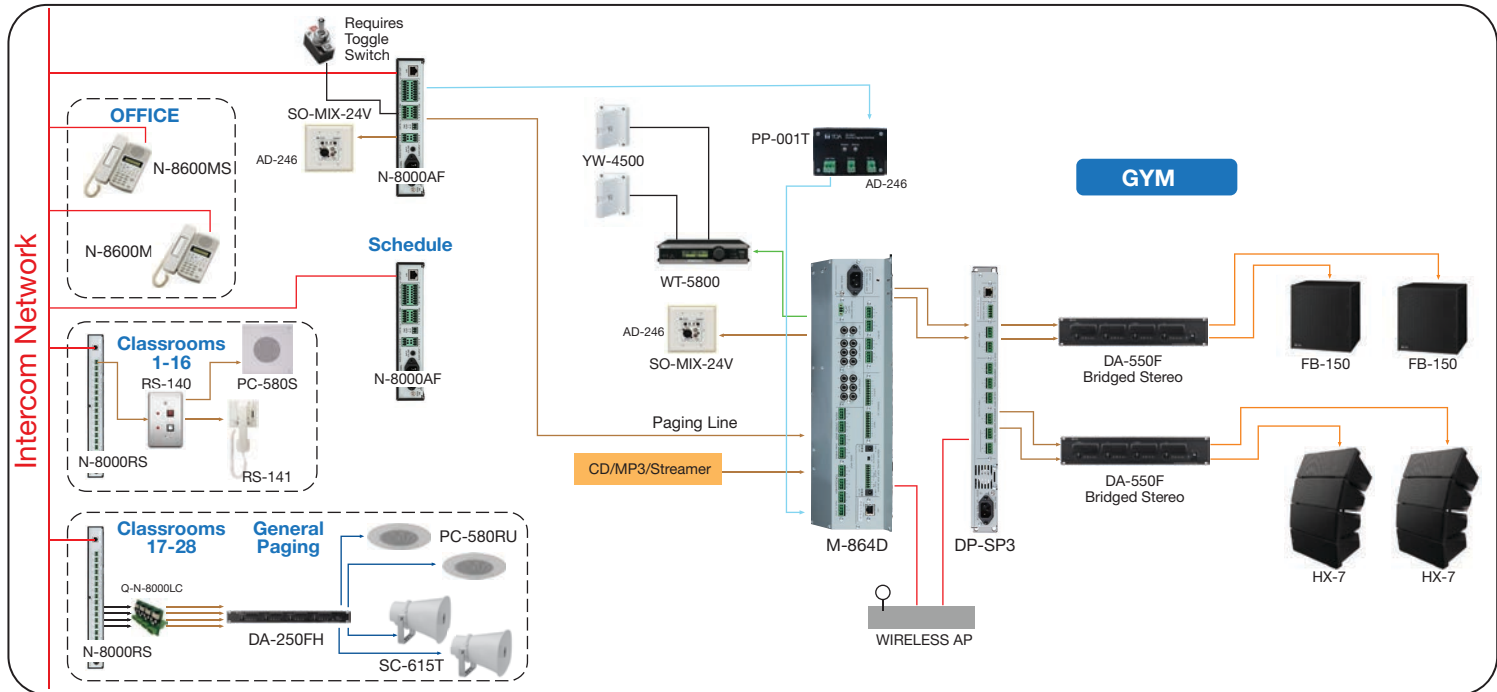 Intercom Network
Requires
Toggle
Switch
SO-MIX-24V
AD-246
N-8000AF
OFFICE
N-8600MS
N-8600M
Schedule
N-8000AF
Classrooms
1-16
RS-140
PC-580S
N-8000RS
RS-141
Classrooms
17-28
General
Paging
PC-580RU
Q-N-8000LC
DA-250FH
N-8000RS
SC-615T
YW-4500
WT-5800
AD-246
SO-MIX-24V
Paging Line
CD/MP3/Streamer
PP-001T
TOA
AD-246
M-864D
DP-SP3
WIRELESS AP
GYM
DA-550F
Bridged Stereo
FB-150
FB-150
DA-550F
Bridged Stereo
HX-7
HX-7